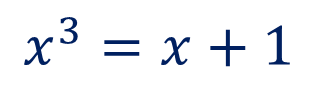 x³ = x + 1